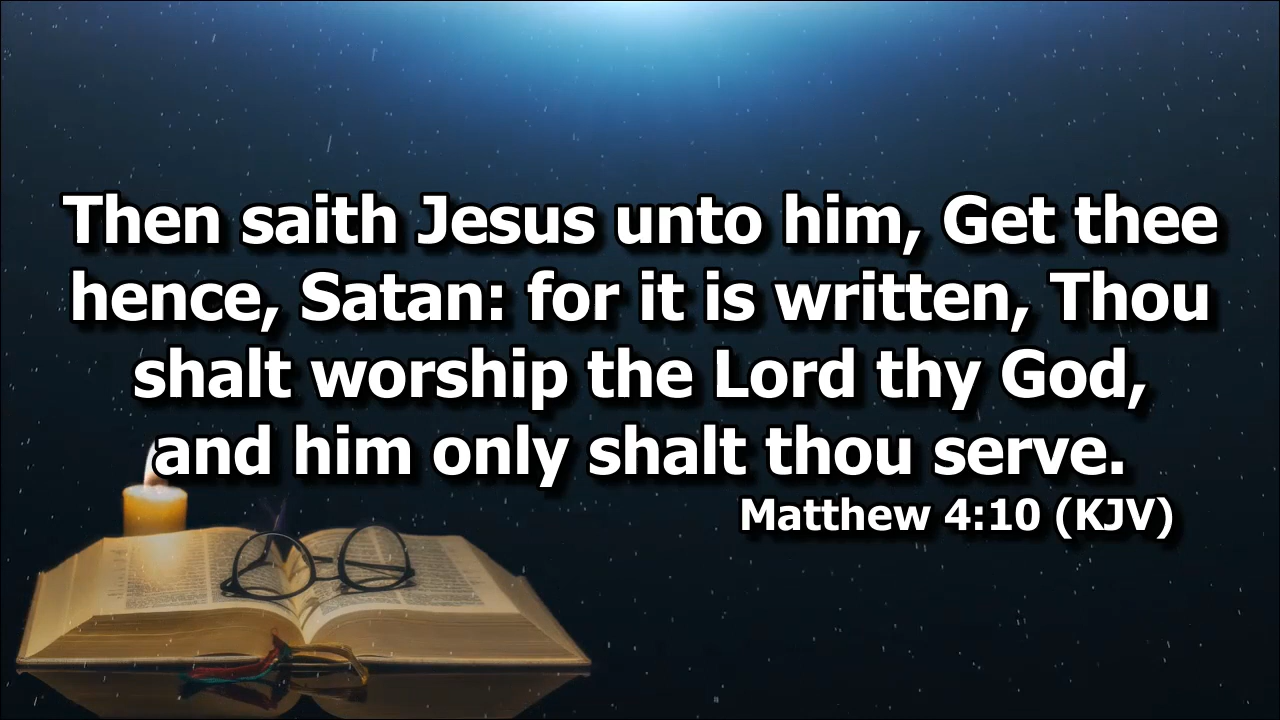 Then saith Jesus unto him, Get thee
hence, Satan: for it is written, Thou
shalt worship the Lord thy God,
and him only shalt thou serve.
Matthew 4:10 (KJV)